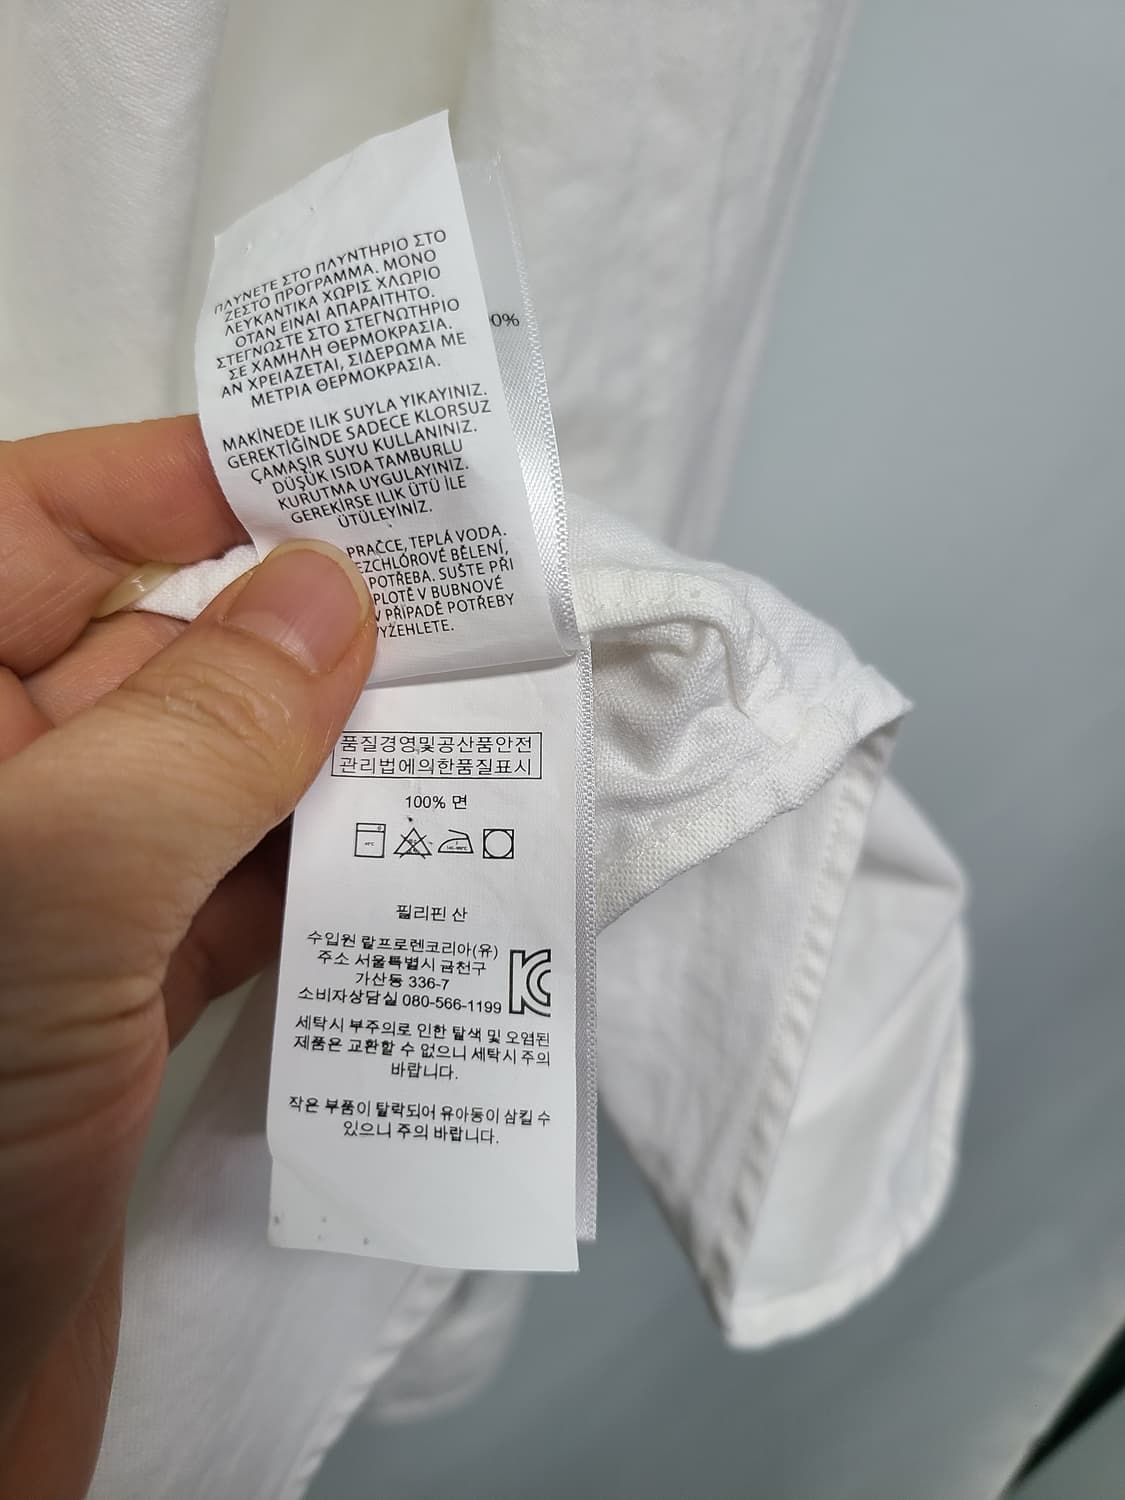 ΠΛΥΝΕΤΕ ΣΤΟ ΠΛΥΝΤΗΡΙΟ ΣΤΟ
ΖΕΣΤΟ ΠΡΟΓΡΑΜΜΑ. ΜΟΝΟ
ΛΕΥΚΑΝΤΙΚΑ ΧΩΡΙΣ ΧΛΩΡΙΟ
ΟΤΑΝ ΕΙΝΑΙ ΑΠΑΡΑΙΤΗΤΟ.
ΣΤΕΓΝΩΣΤΕ ΣΤΟ ΣΤΕΓΝΩΤΗΡΙΟ
ΣΕ ΧΑΜΗΛΗ ΘΕΡΜΟΚΡΑΣΙΑ.
ΑΝ ΧΡΕΙΑΖΕΤΑΙ, ΣΙΔΕΡΩΜΑ ΜΕ
ΜΕΤΡΙΑ ΘΕΡΜΟΚΡΑΣΙΑ.
0%
MAKİNEDE ILIK SUYLA YIKAYINIZ.
GEREKTİĞİNDE SADECE KLORSUZ
ÇAMAŞIR SUYU KULLANINIZ.
DÜŞÜK ISIDA TAMBURLU
KURUTMA UYGULAYINIZ.
GEREKİRSE ILIK ÜTÜ İLE
ÜTÜLEYİNİZ.
PRAČCE, TEPLÁ VODA.
EZCHLÓROVÉ BĚLENÍ,
POTŘEBA. SUŠTE PŘI
PLOTĚ V BUBNOVÉ
V PŘÍPADĚ POTŘEBY
YŽEHLETE.
품질경영및공산품안전
관리법에의한품질표시
100% 면
필리핀 산
수입원 랄프로렌코리아(유)
주소 서울특별시 금천구
가산동 336-7
소비자상담실 080-566-1199
세탁시 부주의로 인한 탈색 및 오염된
제품은 교환할 수 없으니 세탁시 주의
바랍니다.
작은 부품이 탈락되어 유아동이 삼킬 수
있으니 주의 바랍니다.